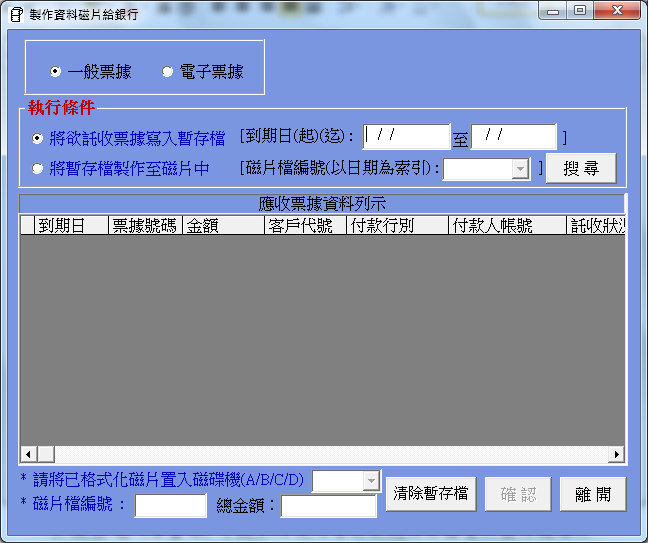 製作資料磁片給銀行
一般票據 電子票據
執行條件
將欲託收票據寫入暫存檔 [到期日(起)(迄)： / / 至 / / ]
將暫存檔製作至磁片中 [磁片檔編號(以日期為索引)： ] 搜 尋
應收票據資料列示
到期日 票據號碼 金額 客戶代號 付款行別 付款人帳號 託收狀
* 請將已格式化磁片置入磁碟機(A/B/C/D)
* 磁片檔編號： 總金額： 清除暫存檔 確 認 離 開